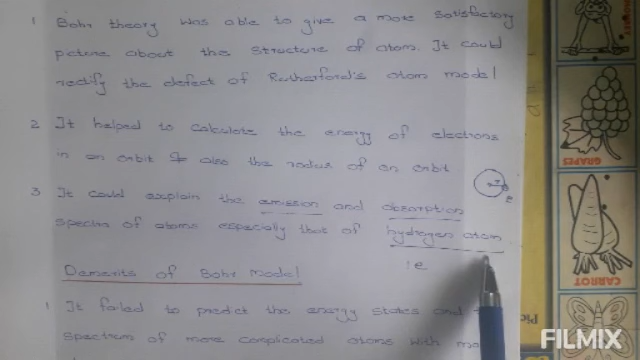 1 Bohr theory was able to give a more satisfactory
picture about the structure of atom. It could
rectify the defect of Rutherford's atom model
2 It helped to calculate the energy of electrons
in an orbit & also the radius of an orbit
3 It could explain the emission and absorption
spectra of atoms especially that of hydrogen atom
1e
Demerits of Bohr Model
1 It failed to predict the energy states and
spectrum of more complicated atoms with
GRAPES
CARROT
Pic
FILMIX